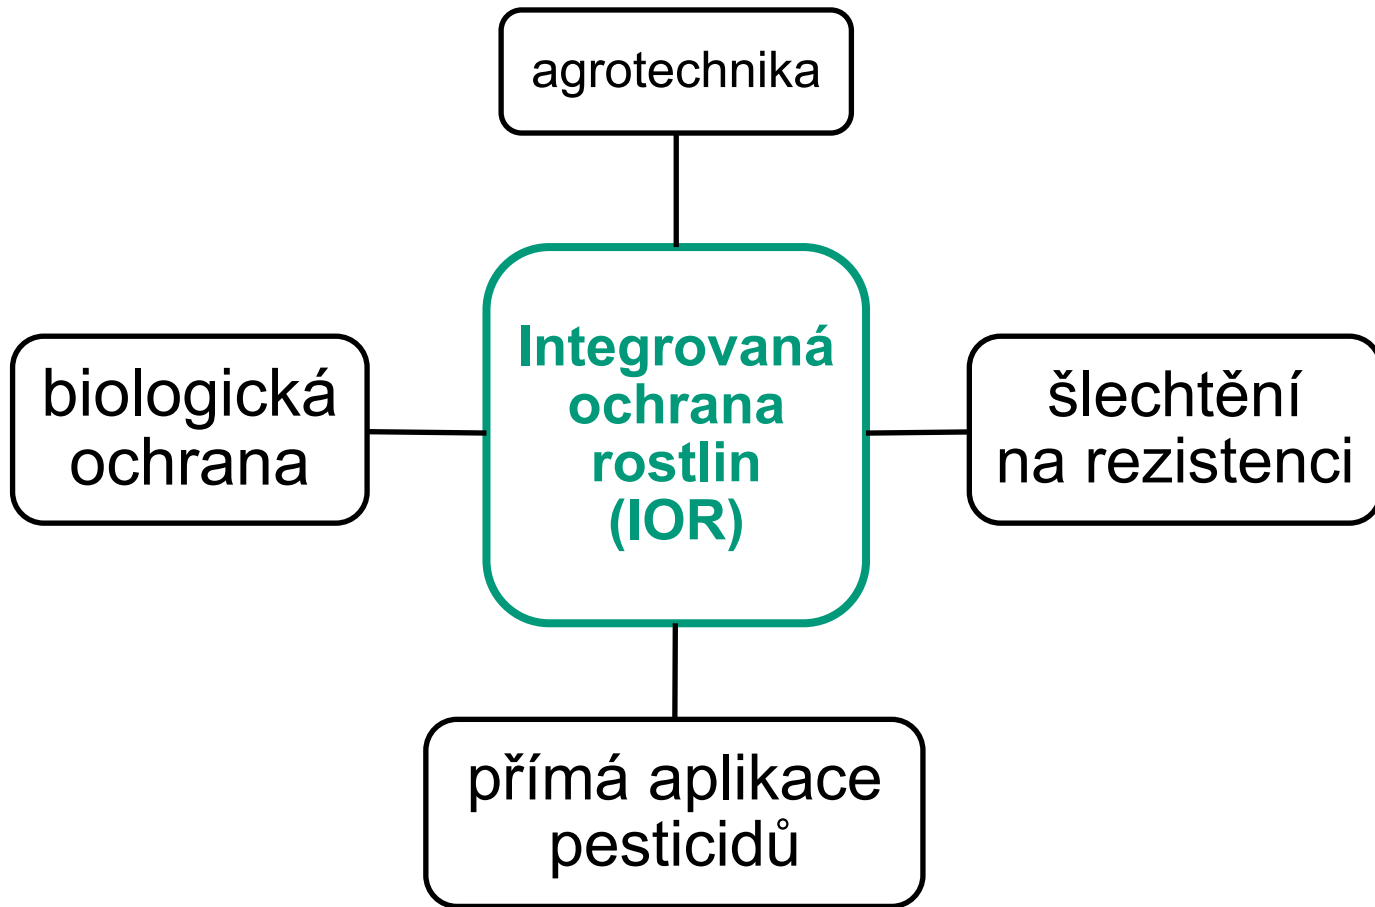 agrotechnika
Integrovaná
ochrana
rostlin
(IOR)
biologická
ochrana
šlechtění
na rezistenci
přímá aplikace
pesticidů